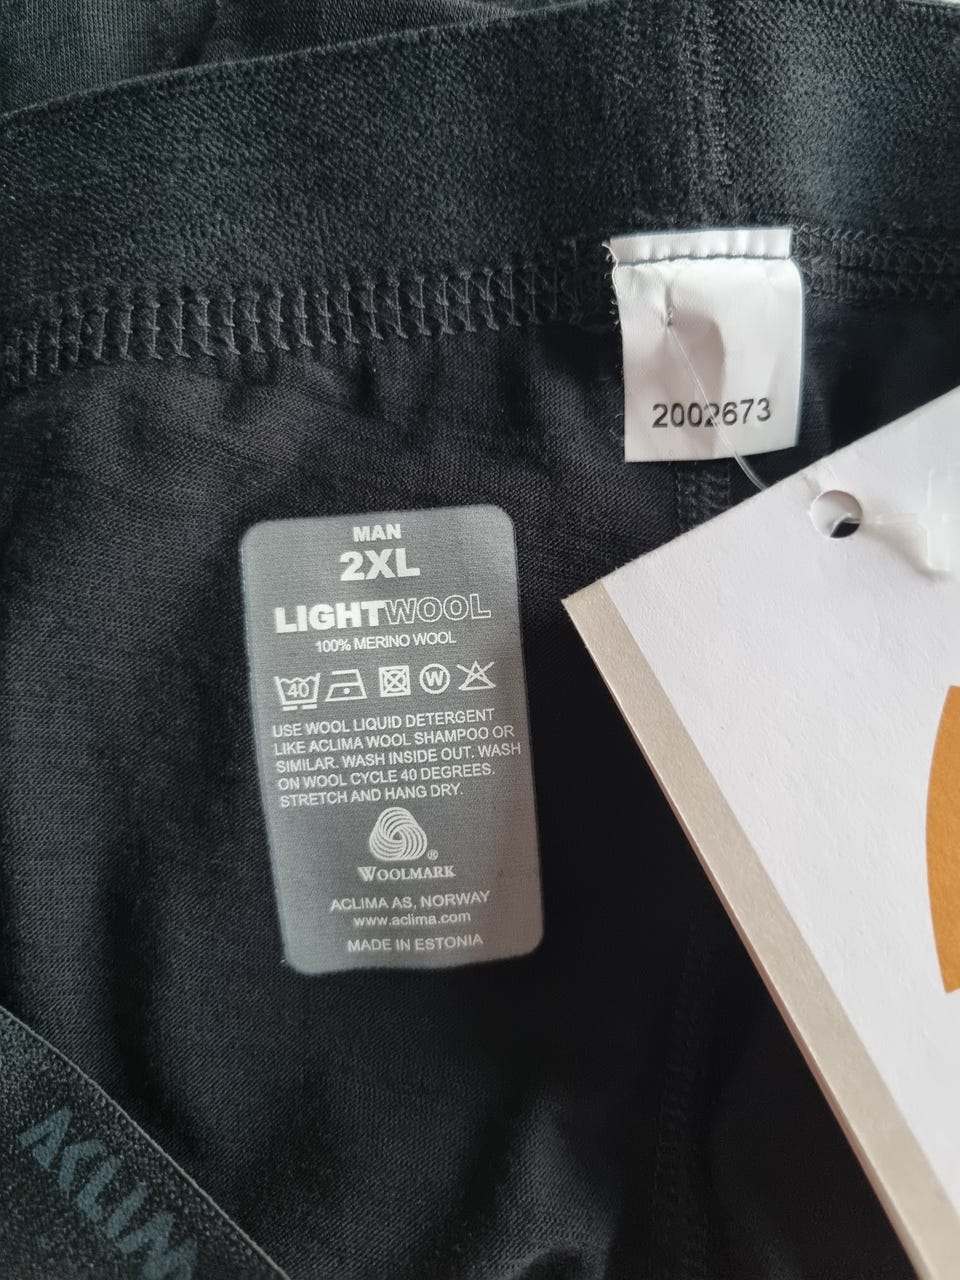 2002673
MAN
2XL
LIGHTWOOL
100% MERINO WOOL
40 W
USE WOOL LIQUID DETERGENT
LIKE ACLIMA WOOL SHAMPOO OR
SIMILAR. WASH INSIDE OUT. WASH
ON WOOL CYCLE 40 DEGREES.
STRETCH AND HANG DRY.
WOOLMARK ®
ACLIMA AS, NORWAY
www.aclima.com
MADE IN ESTONIA
ACLIMA